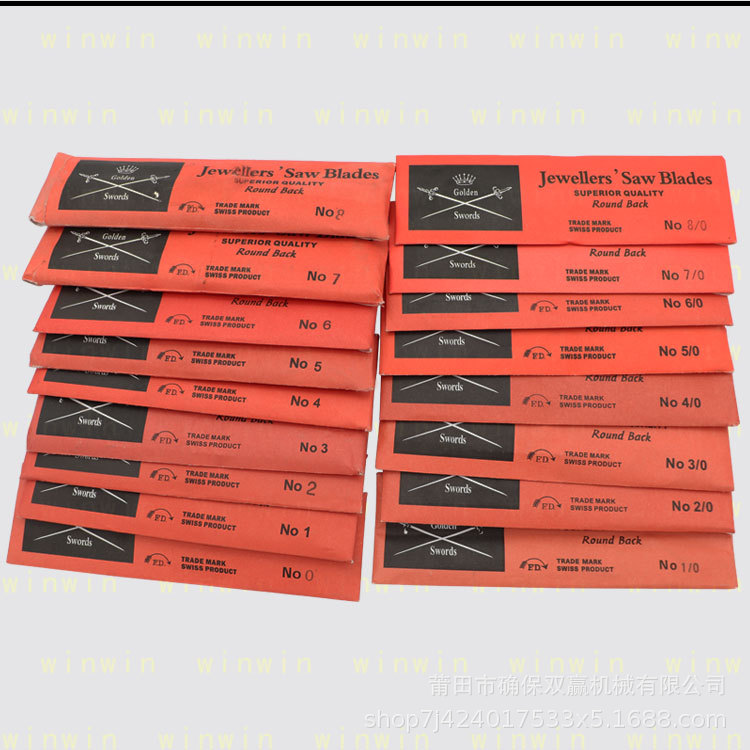 winwin winwin winwin winwin winwin
winwin winwin winwin winwin winwin
Golden
Swords
Jewellers' Saw Blades
SUPERIOR QUALITY
Round Back
F.D.
TRADE MARK
SWISS PRODUCT
No 8
Golden
Swords
SUPERIOR QUALITY
Round Back
F.D.
TRADE MARK
SWISS PRODUCT
No 7
Swords
Round Back
F.D.
TRADE MARK
SWISS PRODUCT
No 6
Swords
F.D.
TRADE MARK
SWISS PRODUCT
No 5
Swords
F.D.
TRADE MARK
SWISS PRODUCT
No 4
Swords
Round Back
F.D.
TRADE MARK
SWISS PRODUCT
No 3
Swords
F.D.
TRADE MARK
SWISS PRODUCT
No 2
Swords
F.D.
TRADE MARK
SWISS PRODUCT
No 1
Swords
F.D.
TRADE MARK
SWISS PRODUCT
No 0
Golden
Swords
Jewellers' Saw Blades
SUPERIOR QUALITY
Round Back
F.D.
TRADE MARK
SWISS PRODUCT
No 8/0
Swords
Round Back
F.D.
TRADE MARK
SWISS PRODUCT
No 7/0
Swords
F.D.
TRADE MARK
SWISS PRODUCT
No 6/0
Swords
Round Back
F.D.
TRADE MARK
SWISS PRODUCT
No 5/0
Swords
Round Back
F.D.
TRADE MARK
SWISS PRODUCT
No 4/0
Swords
Round Back
F.D.
TRADE MARK
SWISS PRODUCT
No 3/0
Swords
F.D.
TRADE MARK
SWISS PRODUCT
No 2/0
Golden
Swords
Round Back
F.D.
TRADE MARK
SWISS PRODUCT
No 1/0
winwin winwin winwin winwin winwin
莆田市确保双赢机械有限公司
shop7j424017533x5.1688.com